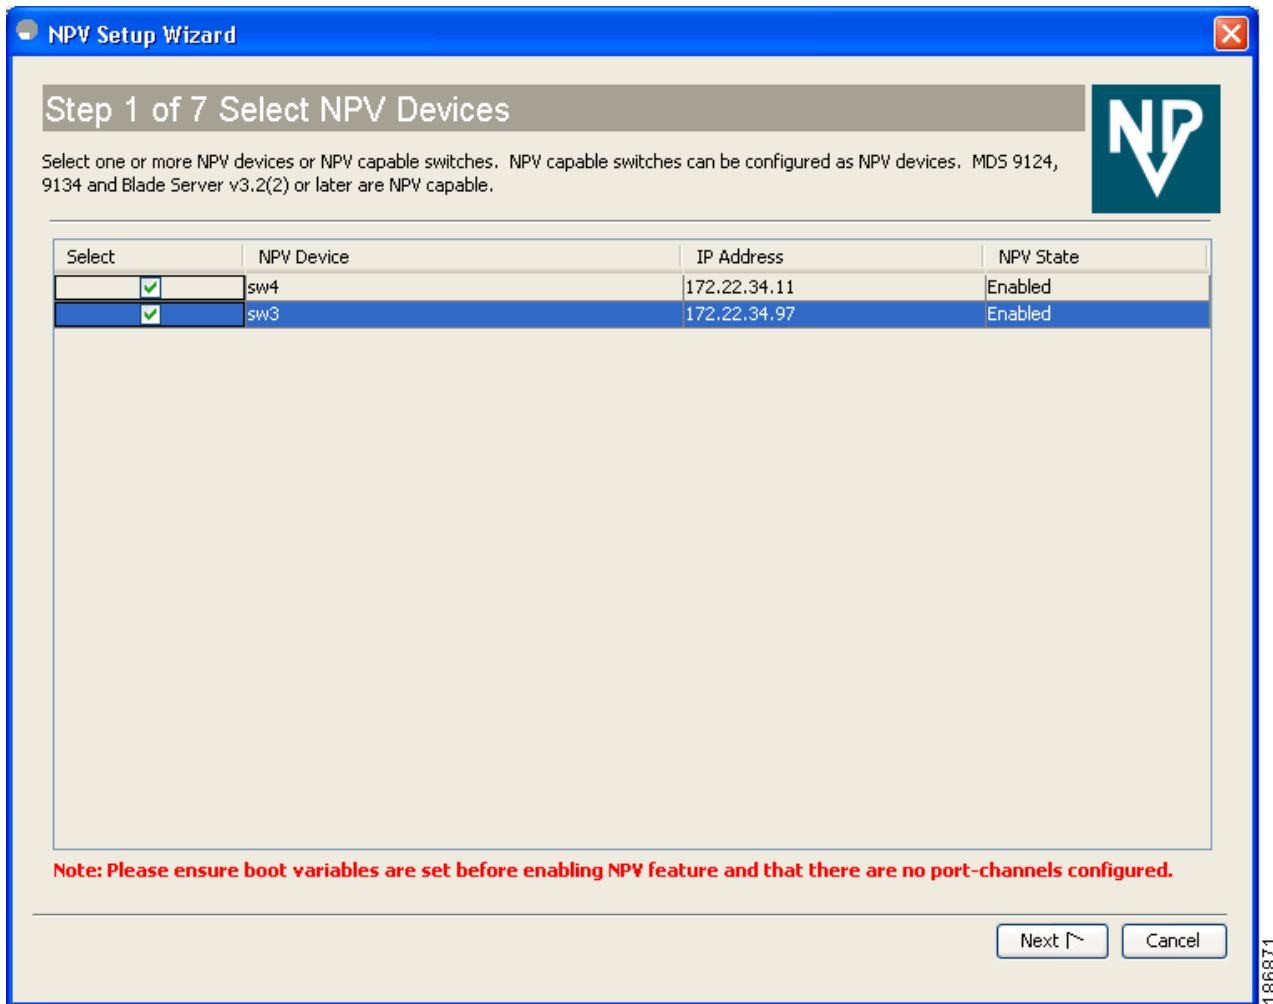 NPV Setup Wizard
Step 1 of 7 Select NPV Devices
NPV
Select one or more NPV devices or NPV capable switches. NPV capable switches can be configured as NPV devices. MDS 9124,
9134 and Blade Server v3.2(2) or later are NPV capable.
Select NPV Device IP Address NPV State
sw4 172.22.34.11 Enabled
sw3 172.22.34.97 Enabled
Note: Please ensure boot variables are set before enabling NPV feature and that there are no port-channels configured.
Next Cancel
186871